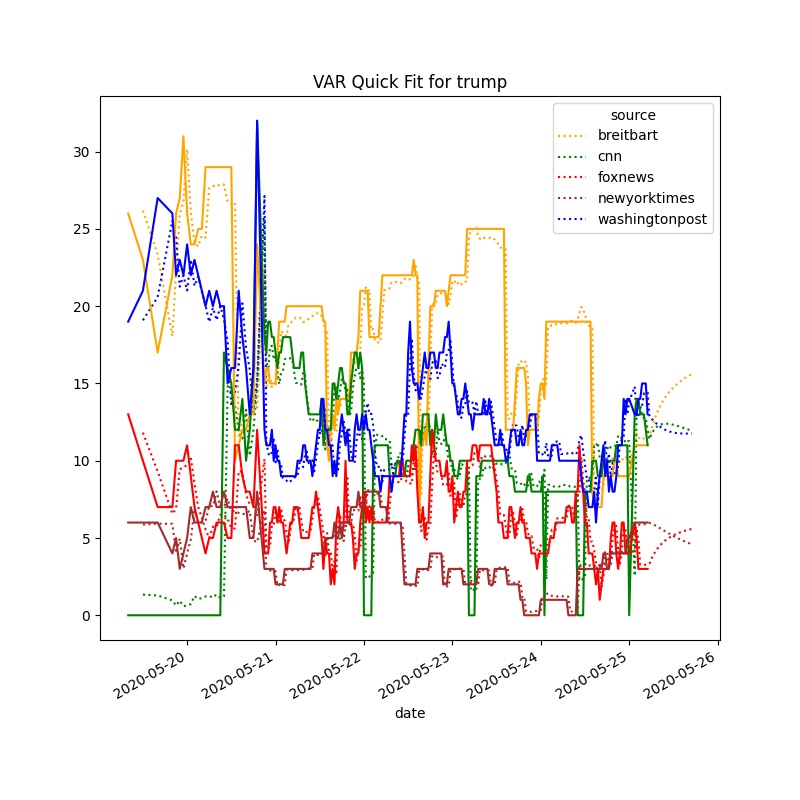 VAR Quick Fit for trump
source
breitbart
cnn
foxnews
newyorktimes
washingtonpost
30
25
20
15
10
5
0
2020-05-20
2020-05-21
2020-05-22
2020-05-23
2020-05-24
2020-05-25
2020-05-26
date